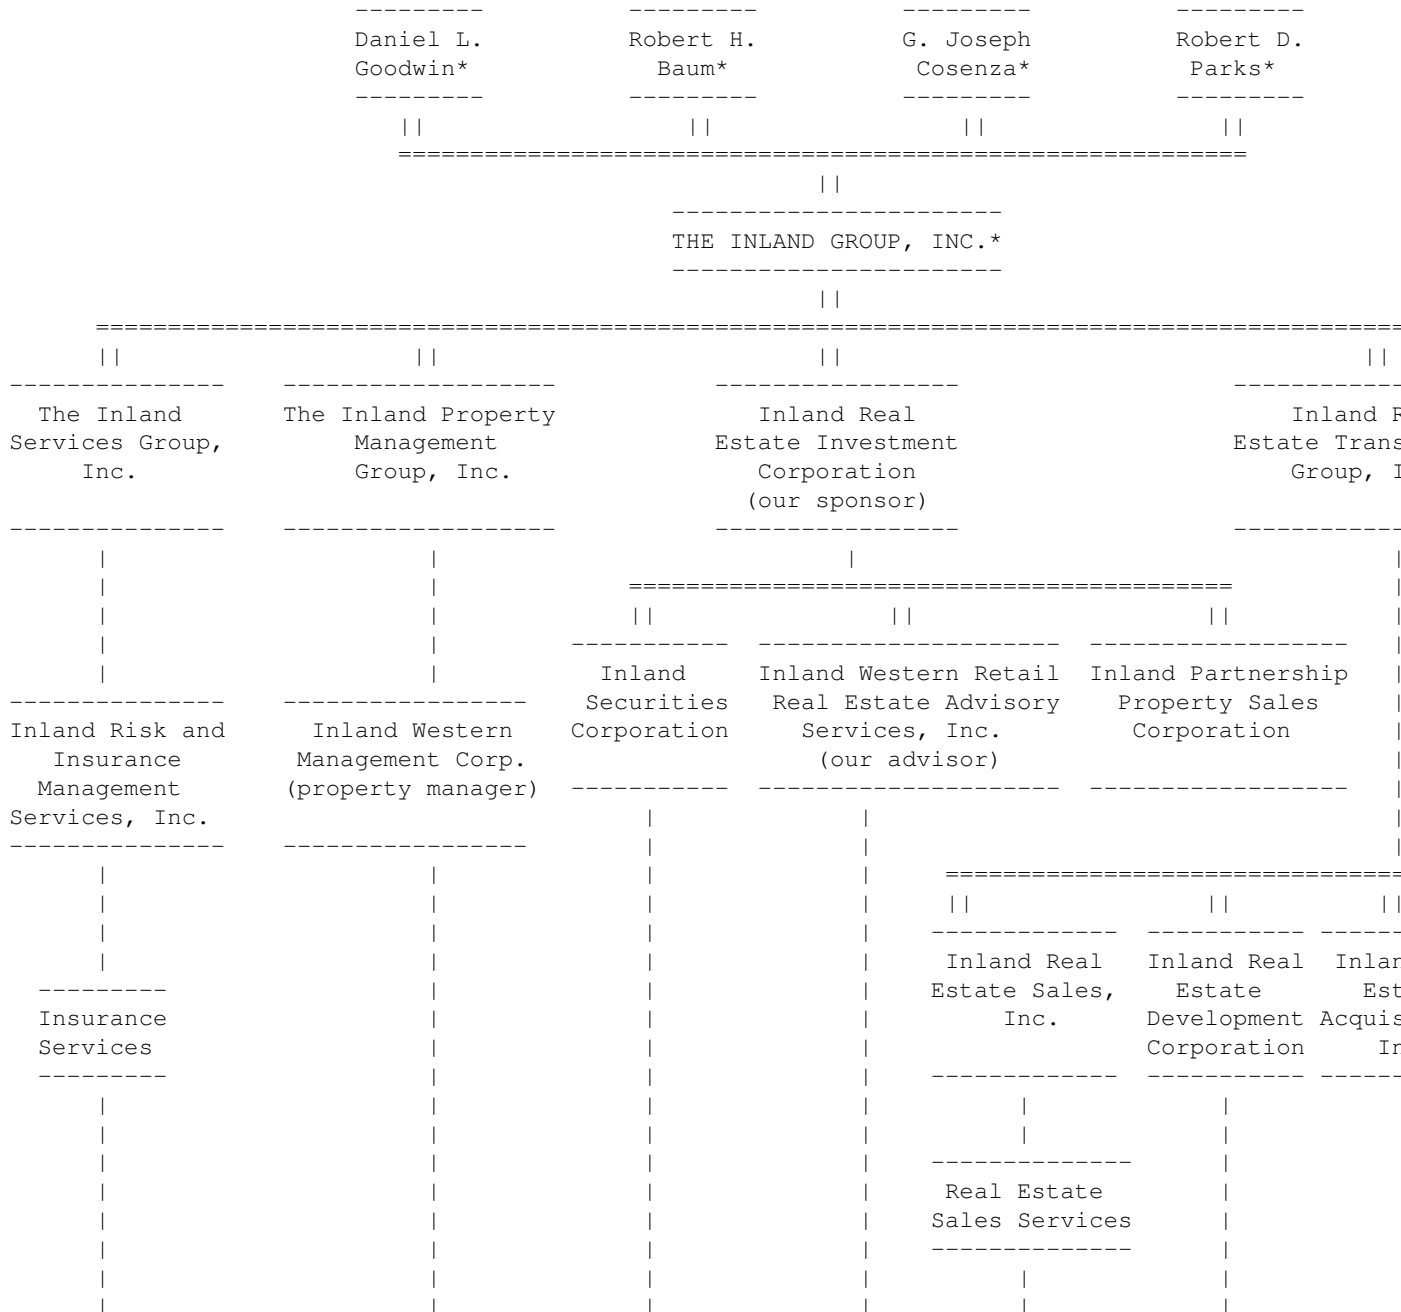 Daniel L. Robert H. G. Joseph Robert D.
Goodwin* Baum* Cosenza* Parks*
THE INLAND GROUP, INC.*
The Inland The Inland Property Inland Real Inland
Services Group, Management Estate Investment Estate
Inc. Group, Inc. Corporation Group,
(our sponsor)
Inland Inland Western Retail Inland Partnership
Securities Real Estate Advisory Property Sales
Inland Risk and Inland Western Corporation Services, Inc. Corporation
Insurance Management Corp. (our advisor)
Management (property manager)
Services, Inc.
Inland Real Inland Real
Estate Sales, Estate
Insurance Inc. Development
Services Corporation
Real Estate
Sales Services